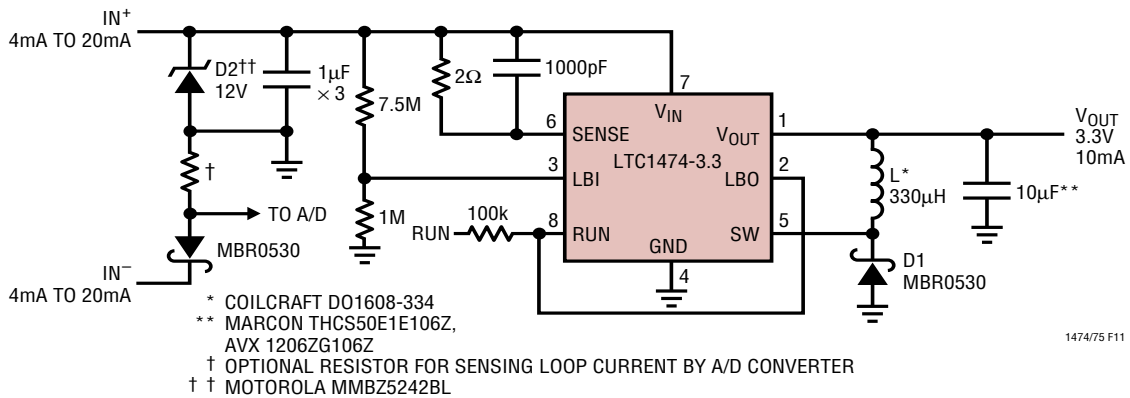 IN+
4mA TO 20mA
D2††
12V
1µF
× 3
7.5M
2Ω
1000pF
7
VIN
6
SENSE
VOUT
1
LTC1474-3.3
3
LBI
LBO
2
1M
†
TO A/D
MBR0530
RUN
100k
8
RUN
SW
5
GND
4
L*
330µH
10µF**
VOUT
3.3V
10mA
D1
MBR0530
IN−
4mA TO 20mA
* COILCRAFT DO1608-334
** MARCON THCS50E1E106Z,
AVX 1206ZG106Z
† OPTIONAL RESISTOR FOR SENSING LOOP CURRENT BY A/D CONVERTER
† † MOTOROLA MMBZ5242BL
1474/75 F11